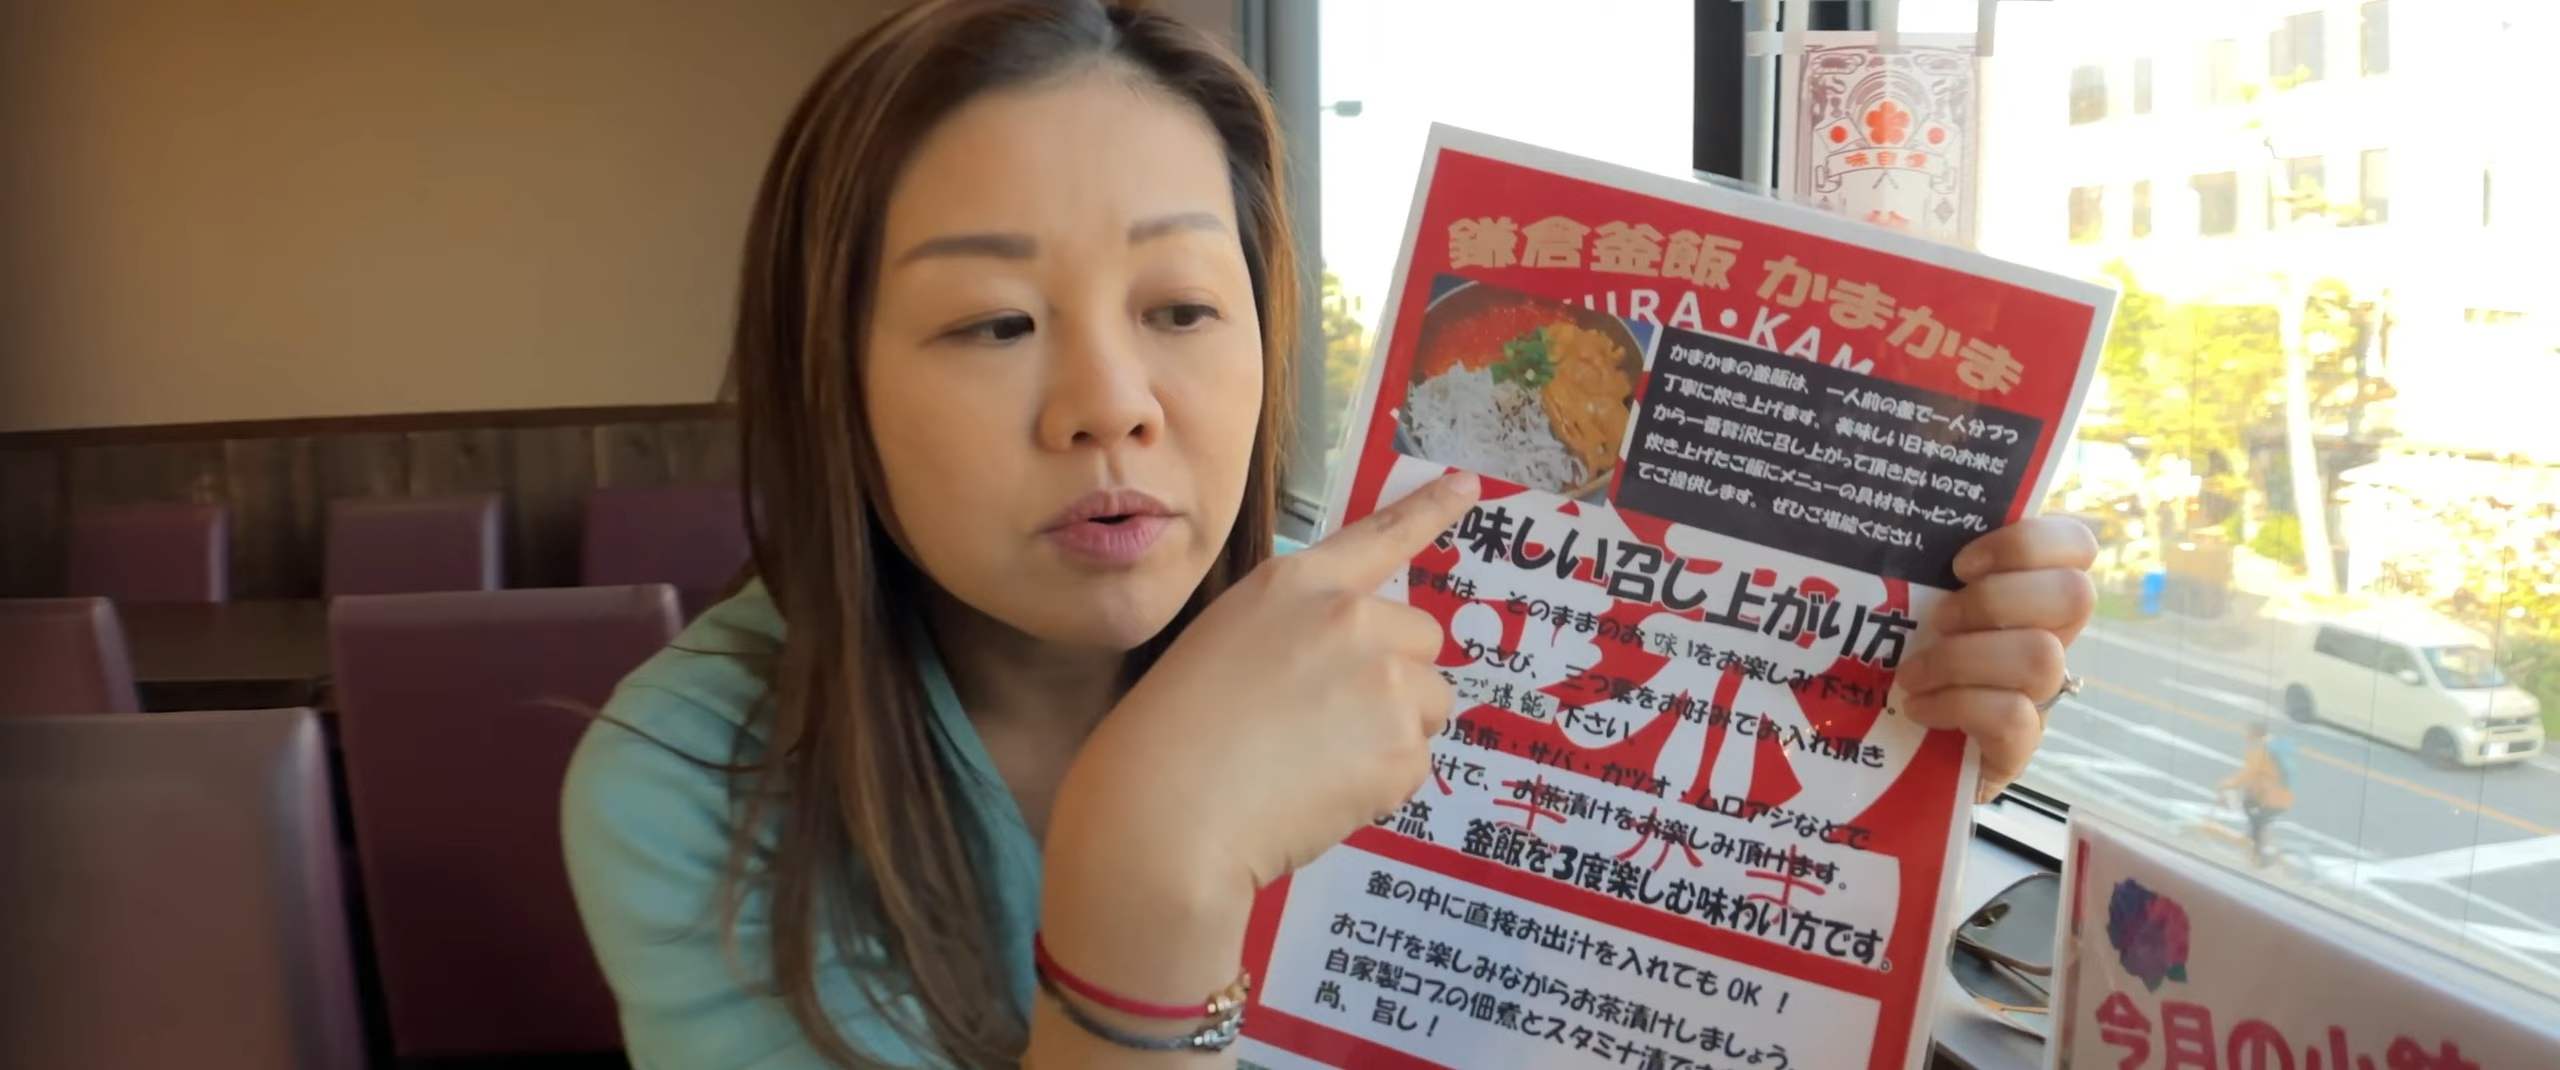 味自慢
鎌倉釜飯 かまかま
URA・KAM
かまかまの釜飯は、一人前の釜で一人分づつ
丁寧に炊き上げます。美味しい日本のお米だ
から一番贅沢に召し上がって頂きたいのです。
炊き上げたご飯にメニューの具材をトッピングし
てご提供します。ぜひご堪能ください。
味しい召し上がり方
まずは、そのままのお味をお楽しみ下さい。
わさび、三つ葉をお好みでお入れ頂き
をご堪能下さい。
の昆布・サバ・カツオ・ムロアジなどで
汁で、お茶漬けをお楽しみ頂けます。
流、釜飯を3度楽しむ味わい方です。
釜の中に直接お出汁を入れても OK !
おこげを楽しみながらお茶漬けしましょう。
自家製コブの佃煮とスタミナ漬で
尚、旨し!
今月の小鉢